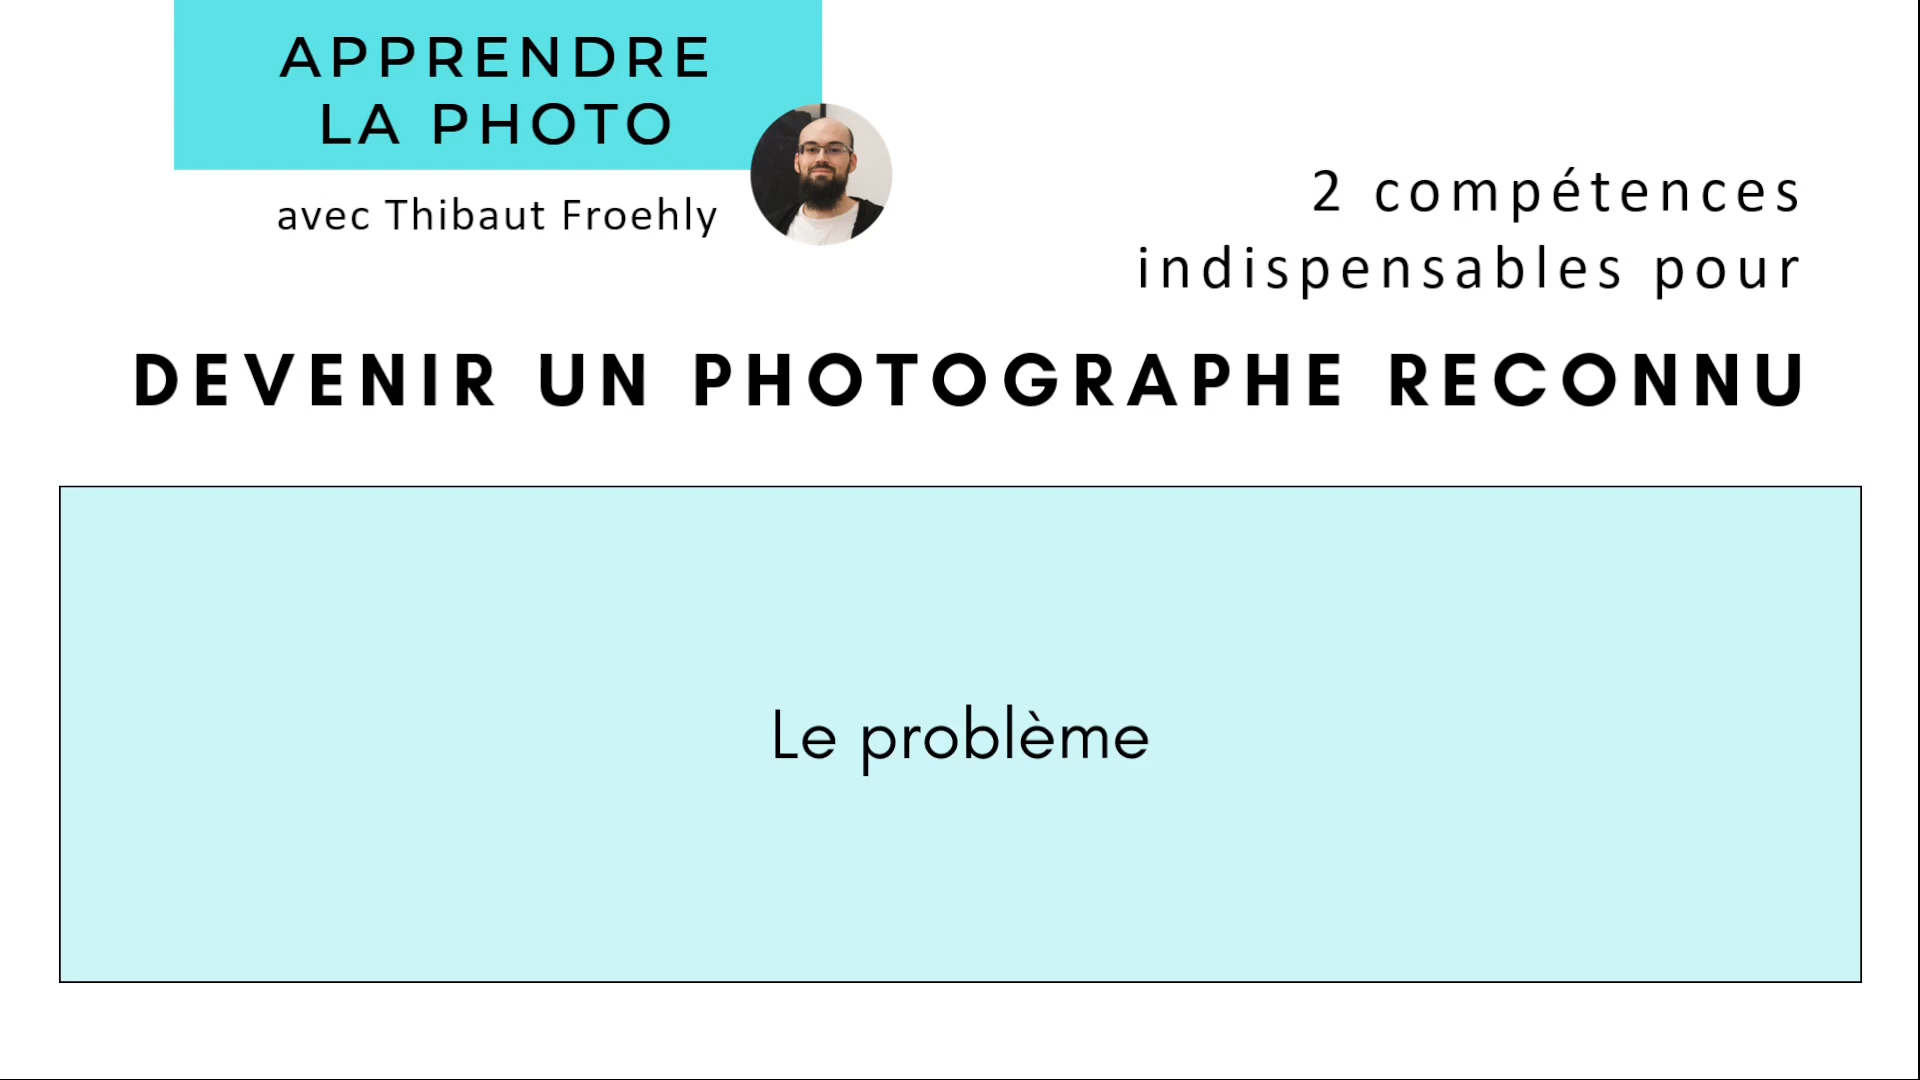 APPRENDRE
LA PHOTO
avec Thibaut Froehly
2 compétences
indispensables pour
DEVENIR UN PHOTOGRAPHE RECONNU
Le problème